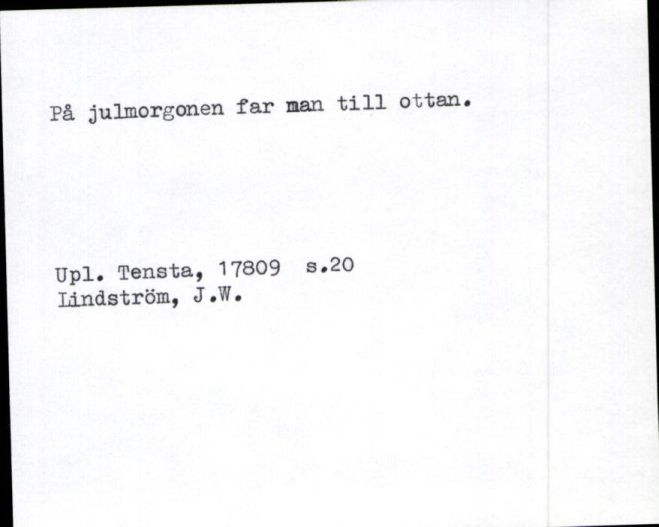 På julmorgonen far man till ottan.
Upl. Tensta, 17809 s.20
Lindström, J.W.